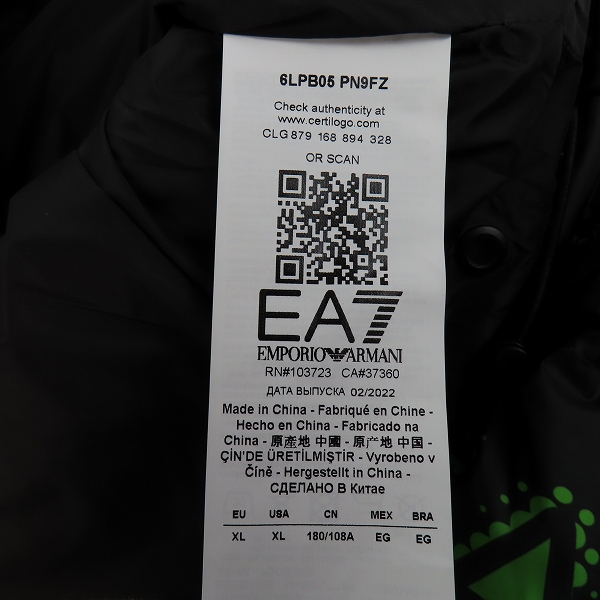 6LPB05 PN9FZ
Check authenticity at
www.certilogo.com
CLG 879 168 894 328
OR SCAN
EA7
EMPORIO ARMANI
RN#103723 CA#37360
ДАТА ВЫПУСКА 02/2022
Made in China - Fabriqué en Chine -
Hecho en China - Fabricado na
China - 原產地 中國 - 原产地 中国 -
ÇİN'DE ÜRETİLMİŞTİR - Vyrobeno v
Číně - Hergestellt in China -
СДЕЛАНО В Китае
EU USA CN MEX BRA
XL XL 180/108A EG EG